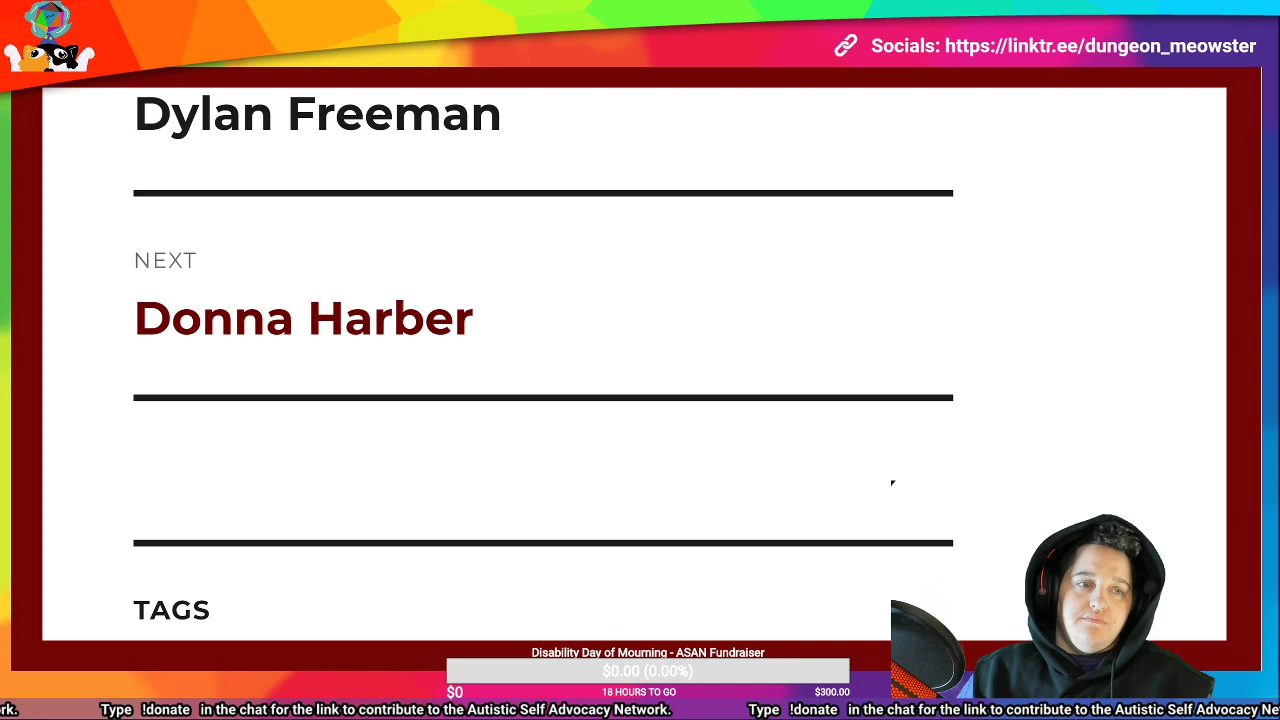 Socials: https://linktr.ee/dungeon_meowster
Dylan Freeman
NEXT
Donna Harber
TAGS
Disability Day of Mourning - ASAN Fundraiser
$0.00 (0.00%)
$0 18 HOURS TO GO $300.00
rk. Type !donate in the chat for the link to contribute to the Autistic Self Advocacy Network. Type !donate in the chat for the link to contribute to the Autistic Self Advocacy Ne